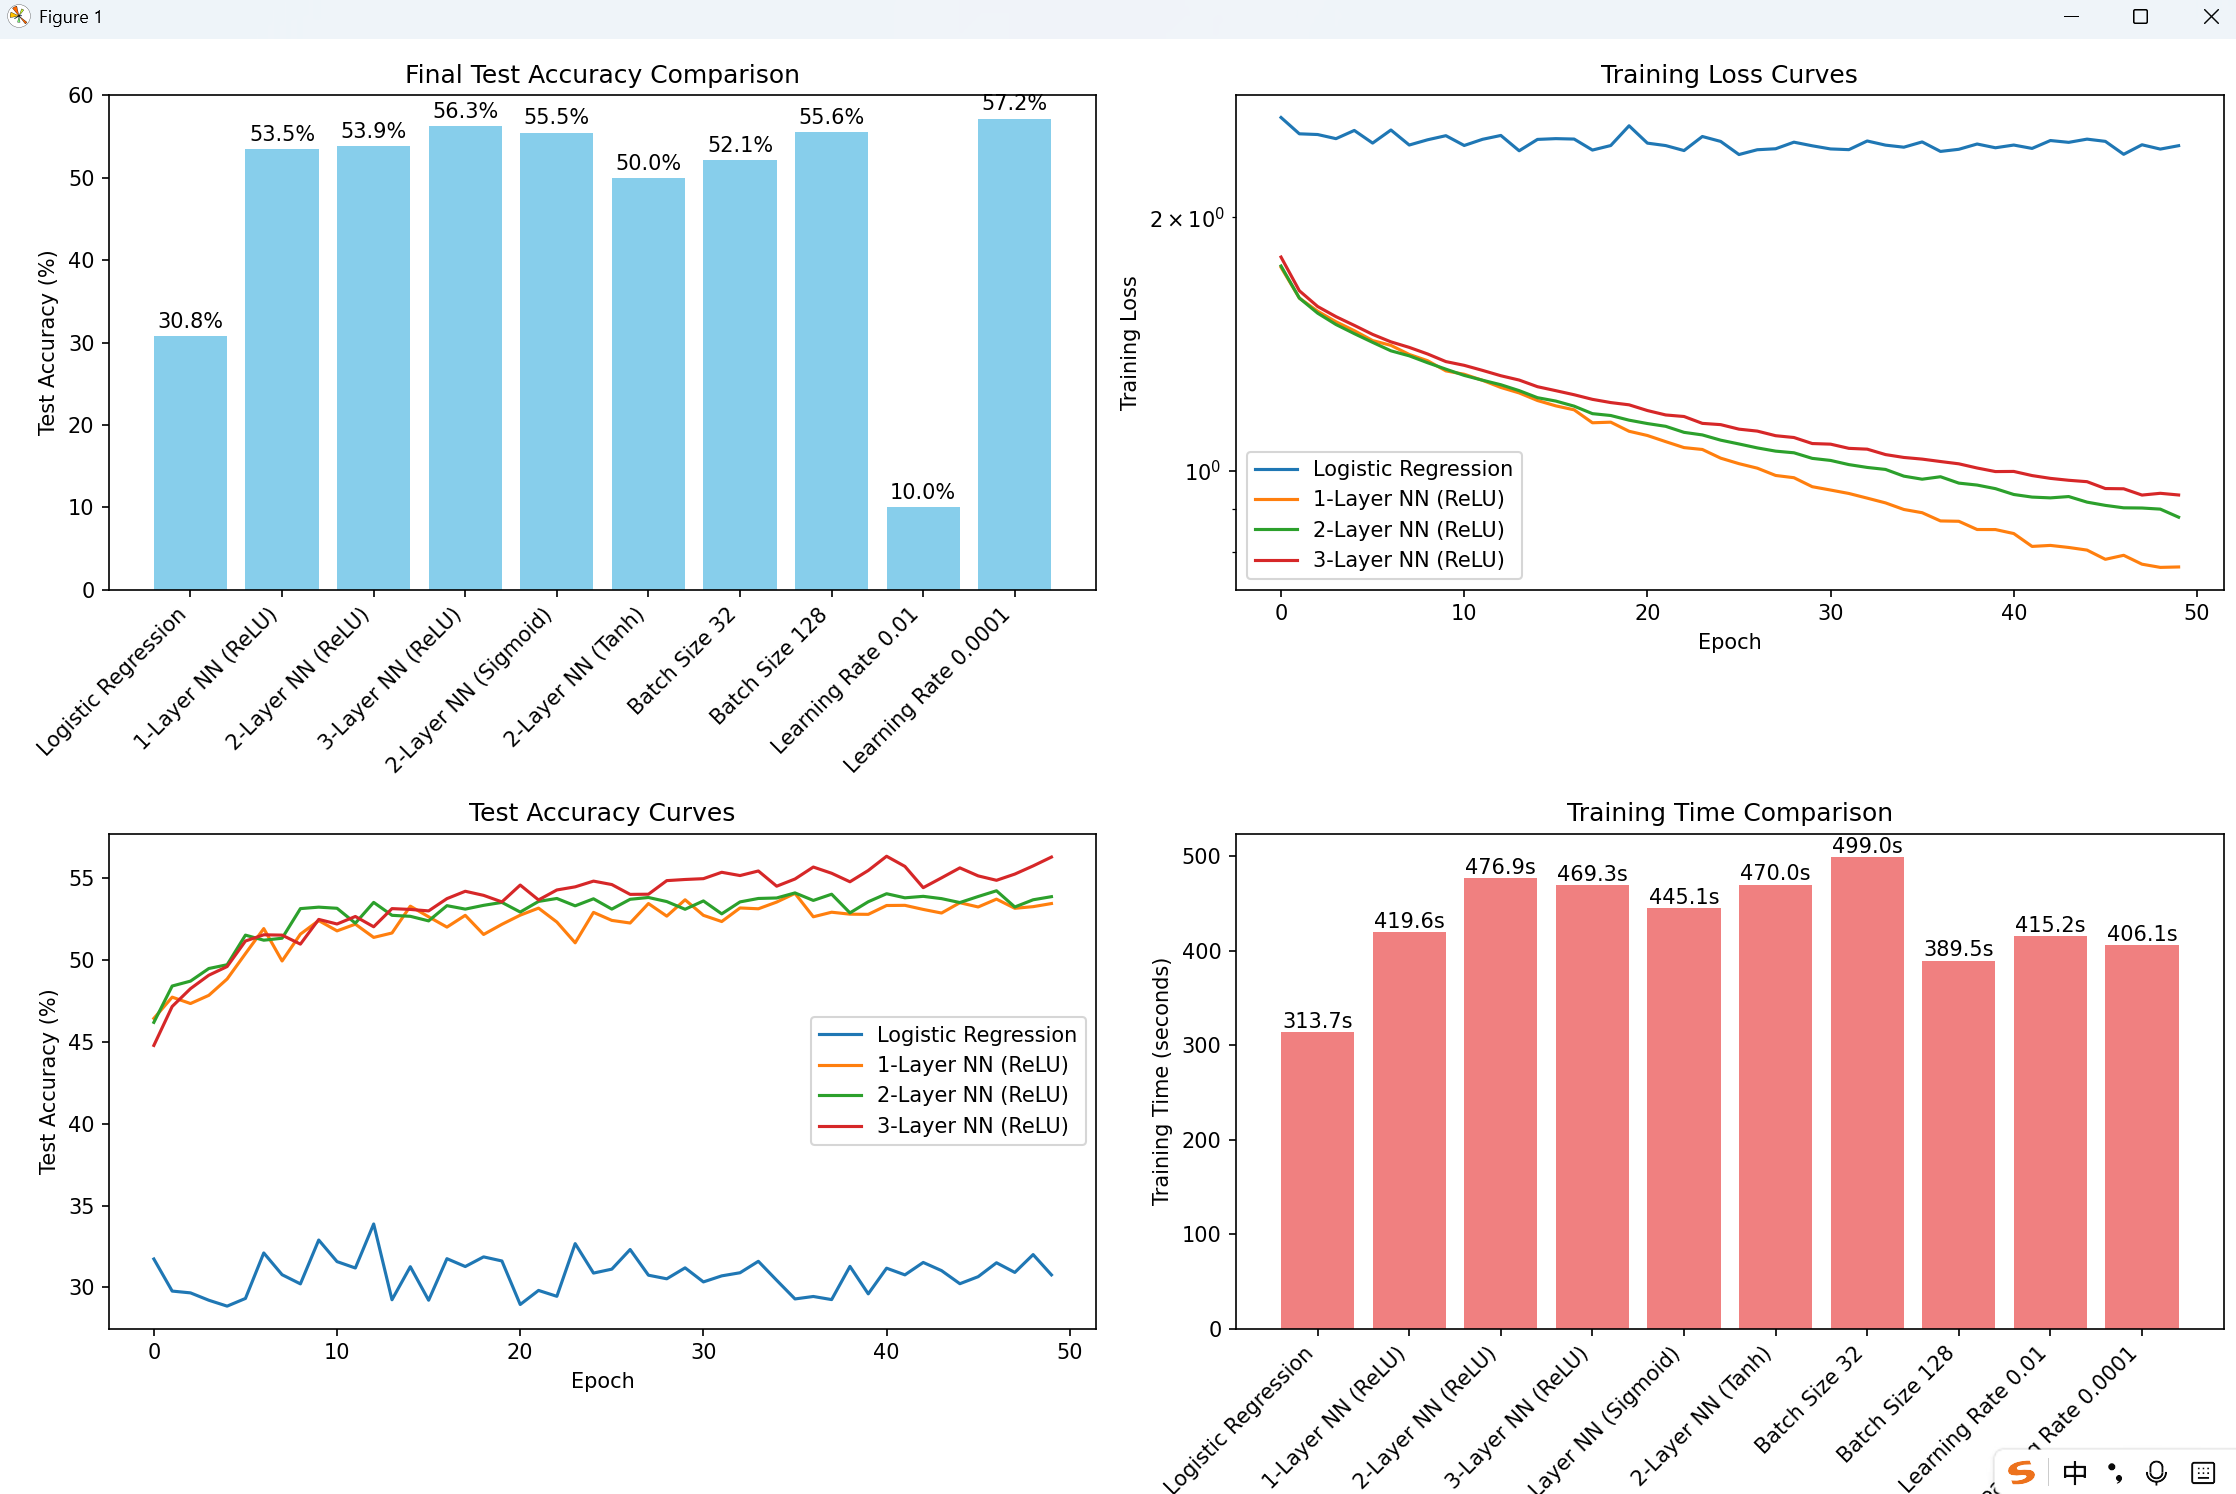 Figure 1
Final Test Accuracy Comparison
Test Accuracy (%)
60
50
40
30
20
10
0
30.8%
53.5%
53.9%
56.3%
55.5%
50.0%
52.1%
55.6%
10.0%
57.2%
Logistic Regression
1-Layer NN (ReLU)
2-Layer NN (ReLU)
3-Layer NN (ReLU)
2-Layer NN (Sigmoid)
2-Layer NN (Tanh)
Batch Size 32
Batch Size 128
Learning Rate 0.01
Learning Rate 0.0001
Training Loss Curves
Training Loss
2 × 10⁰
10⁰
Logistic Regression
1-Layer NN (ReLU)
2-Layer NN (ReLU)
3-Layer NN (ReLU)
0 10 20 30 40 50
Epoch
Test Accuracy Curves
Test Accuracy (%)
55
50
45
40
35
30
Logistic Regression
1-Layer NN (ReLU)
2-Layer NN (ReLU)
3-Layer NN (ReLU)
0 10 20 30 40 50
Epoch
Training Time Comparison
Training Time (seconds)
500
400
300
200
100
0
313.7s
419.6s
476.9s
469.3s
445.1s
470.0s
499.0s
389.5s
415.2s
406.1s
Logistic Regression
1-Layer NN (ReLU)
2-Layer NN (ReLU)
3-Layer NN (ReLU)
Layer NN (Sigmoid)
2-Layer NN (Tanh)
Batch Size 32
Batch Size 128
Learning Rate 0.01
Rate 0.0001
中